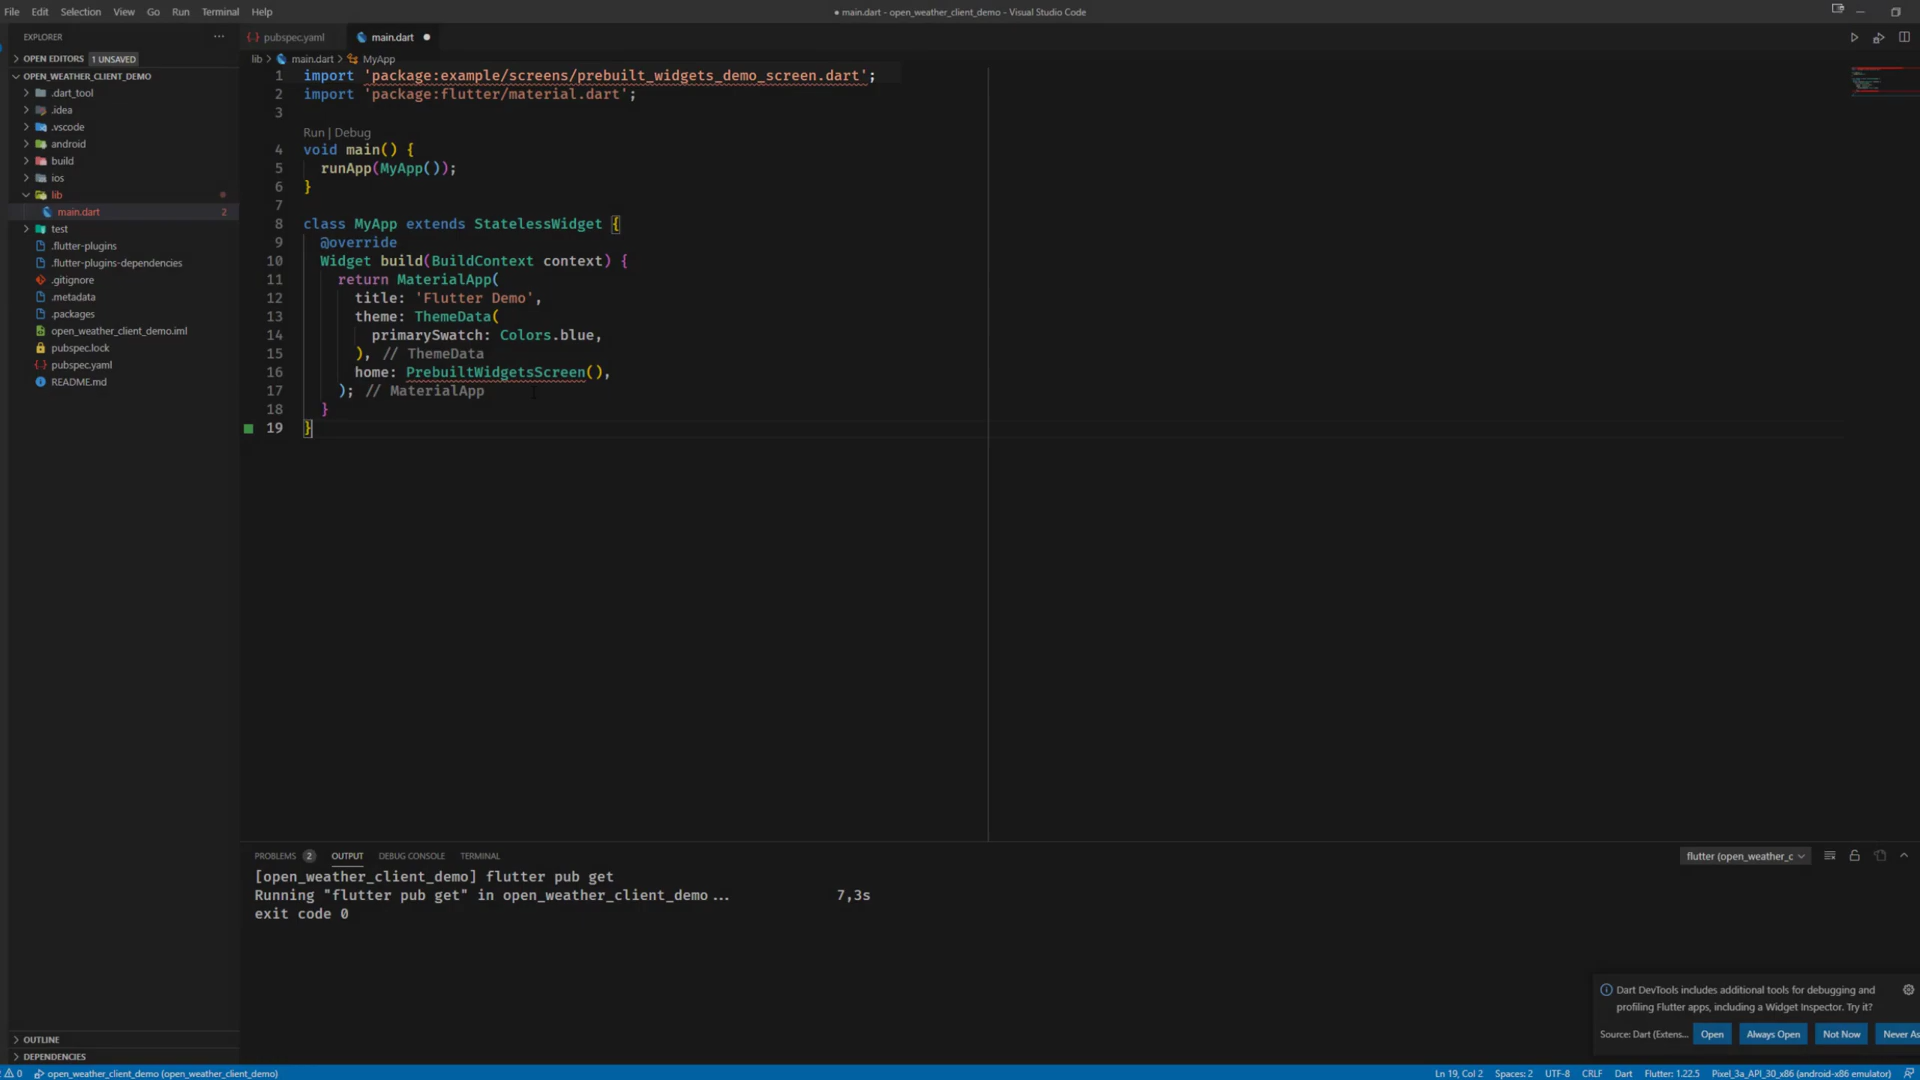 File Edit Selection View Go Run Terminal Help
● main.dart - open_weather_client_demo - Visual Studio Code
EXPLORER
OPEN EDITORS 1 UNSAVED
OPEN_WEATHER_CLIENT_DEMO
.dart_tool
.idea
.vscode
android
build
ios
lib
main.dart 2
test
.flutter-plugins
.flutter-plugins-dependencies
.gitignore
.metadata
.packages
open_weather_client_demo.iml
pubspec.lock
pubspec.yaml
README.md
OUTLINE
DEPENDENCIES
pubspec.yaml main.dart ●
lib > main.dart > MyApp
1 import 'package:example/screens/prebuilt_widgets_demo_screen.dart';
2 import 'package:flutter/material.dart';
3
Run | Debug
4 void main() {
5 runApp(MyApp());
6 }
7
8 class MyApp extends StatelessWidget {
9 @override
10 Widget build(BuildContext context) {
11 return MaterialApp(
12 title: 'Flutter Demo',
13 theme: ThemeData(
14 primarySwatch: Colors.blue,
15 ), // ThemeData
16 home: PrebuiltWidgetsScreen(),
17 ); // MaterialApp
18 }
19 }
PROBLEMS 2 OUTPUT DEBUG CONSOLE TERMINAL
flutter (open_weather_c
[open_weather_client_demo] flutter pub get
Running "flutter pub get" in open_weather_client_demo... 7,3s
exit code 0
Dart DevTools includes additional tools for debugging and
profiling Flutter apps, including a Widget Inspector. Try it?
Source: Dart (Extens... Open Always Open Not Now Never As
0 open_weather_client_demo (open_weather_client_demo)
Ln 19, Col 2 Spaces: 2 UTF-8 CRLF Dart Flutter: 1.22.5 Pixel_3a_API_30_x86 (android-x86 emulator)